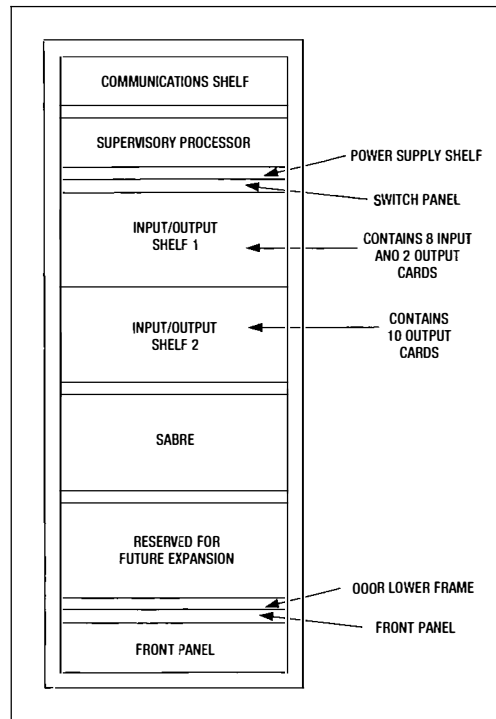 COMMUNICATIONS SHELF
SUPERVISORY PROCESSOR
POWER SUPPLY SHELF
SWITCH PANEL
INPUT/OUTPUT
SHELF 1
CONTAINS 8 INPUT
ANO 2 OUTPUT
CARDS
INPUT/OUTPUT
SHELF 2
CONTAINS
10 OUTPUT
CARDS
SABRE
RESERVED FOR
FUTURE EXPANSION
OOOR LOWER FRAME
FRONT PANEL
FRONT PANEL